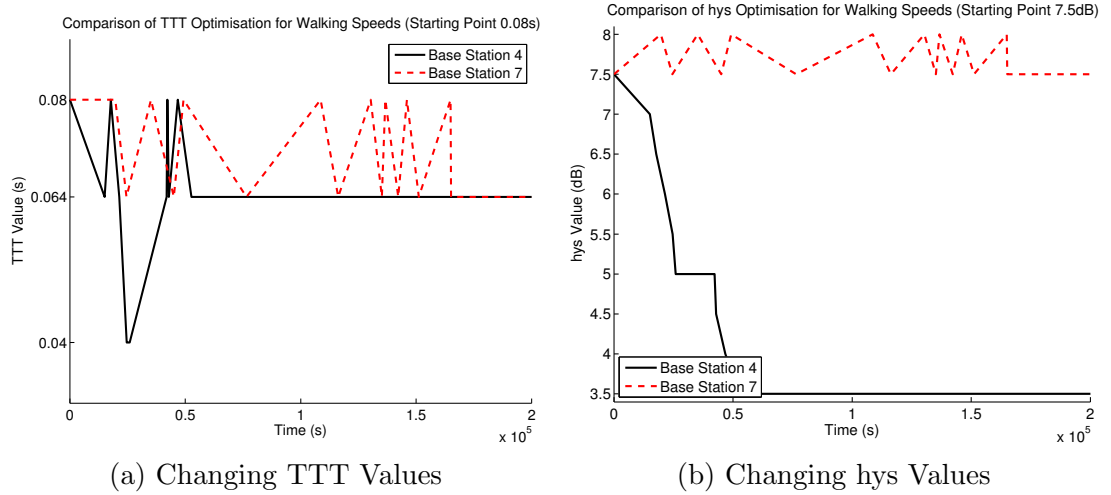 Comparison of TTT Optimisation for Walking Speeds (Starting Point 0.08s)
Base Station 4
Base Station 7
0.08
0.064
0.04
TTT Value (s)
0
0.5
1
1.5
2
x 10^5
Time (s)
(a) Changing TTT Values
Comparison of hys Optimisation for Walking Speeds (Starting Point 7.5dB)
8
7.5
7
6.5
6
5.5
5
4.5
4
3.5
hys Value (dB)
Base Station 4
Base Station 7
0
0.5
1
1.5
2
x 10^5
Time (s)
(b) Changing hys Values